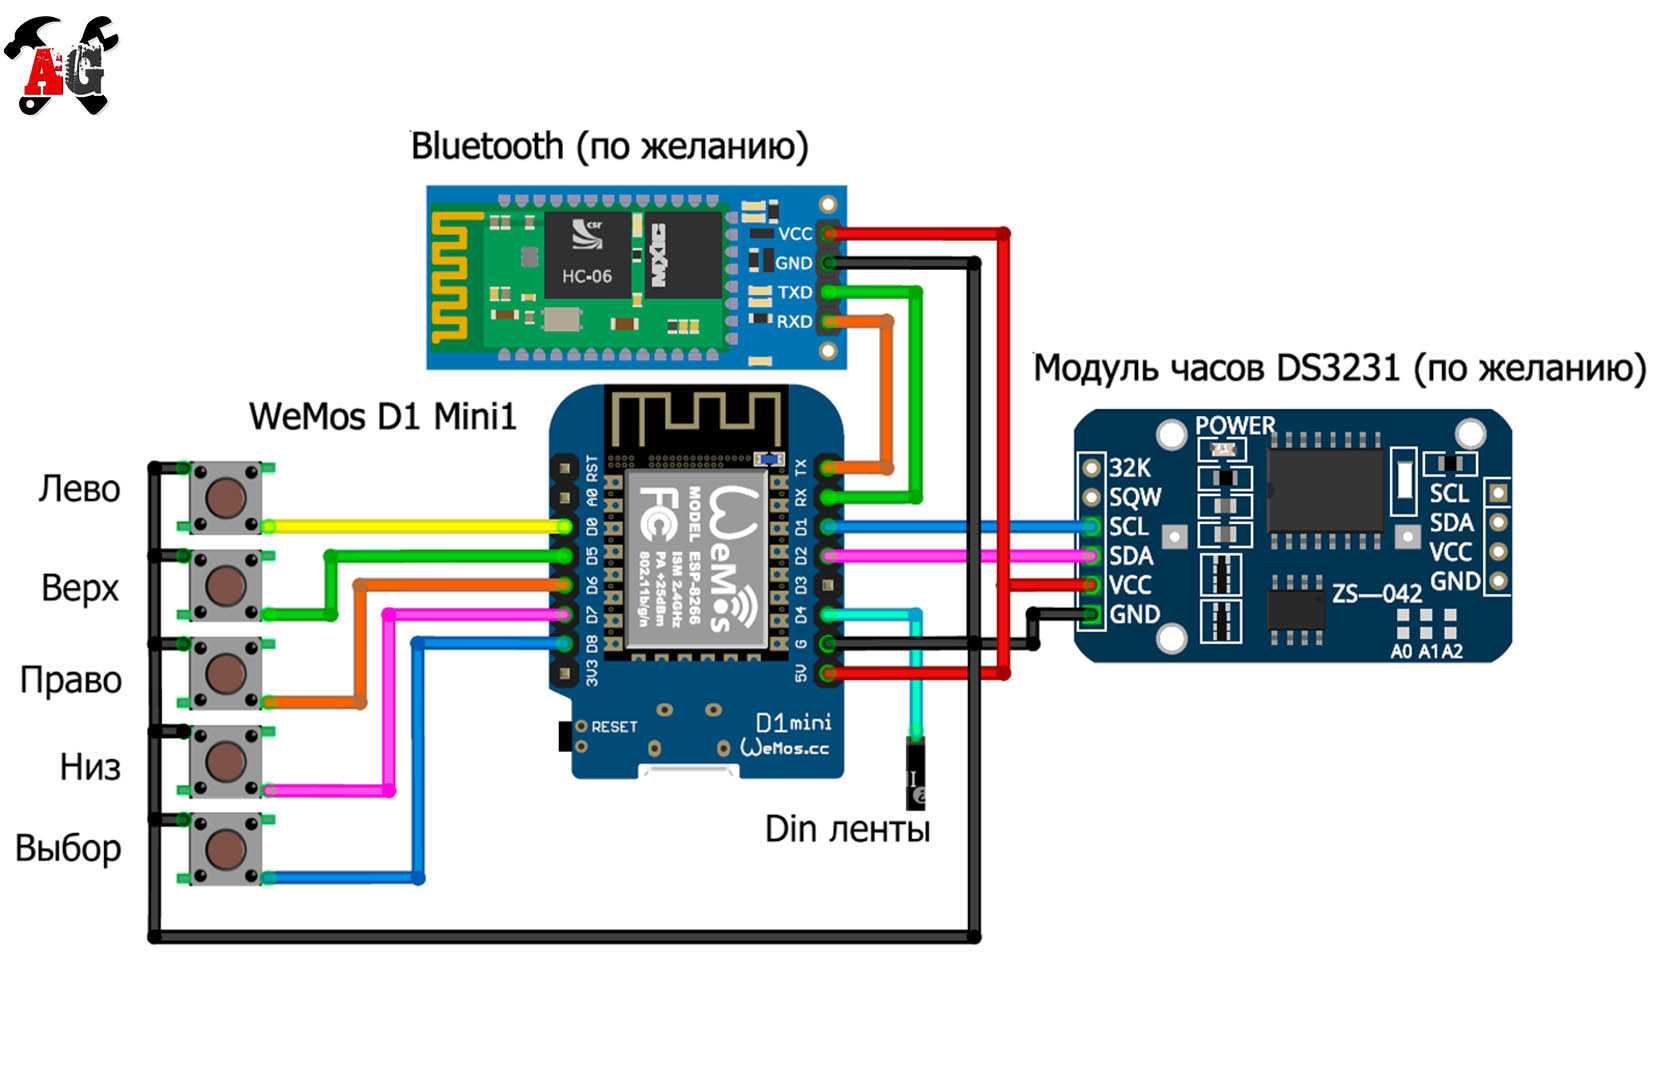 AG
Bluetooth (по желанию)
VCC
GND
TXD
RXD
csr
HC-06
MXIC
Модуль часов DS3231 (по желанию)
WeMos D1 Mini1
POWER
32K
SQW
SCL
SDA
VCC
GND
SCL
SDA
VCC
GND
ZS—042
A0 A1 A2
Лево
Верх
Право
Низ
Выбор
RST
A0
D0
D5
D6
D7
D8
3V3
TX
RX
D1
D2
D3
D4
G
5V
WeMos
MODEL ESP-8266
ISM 2.4GHz
PA +25dBm
802.11b/g/n
FC
RESET
D1mini
WeMos.cc
Din ленты